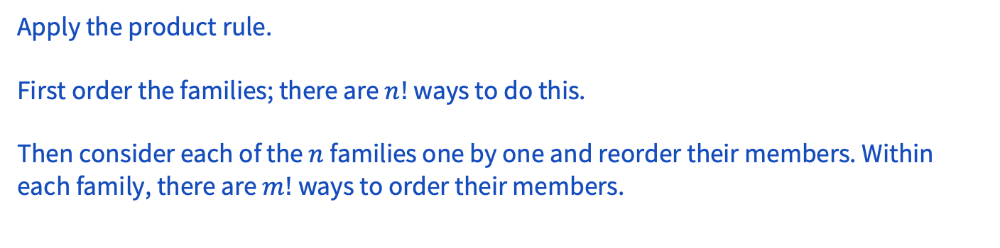 Apply the product rule.
First order the families; there are n! ways to do this.
Then consider each of the n families one by one and reorder their members. Within
each family, there are m! ways to order their members.